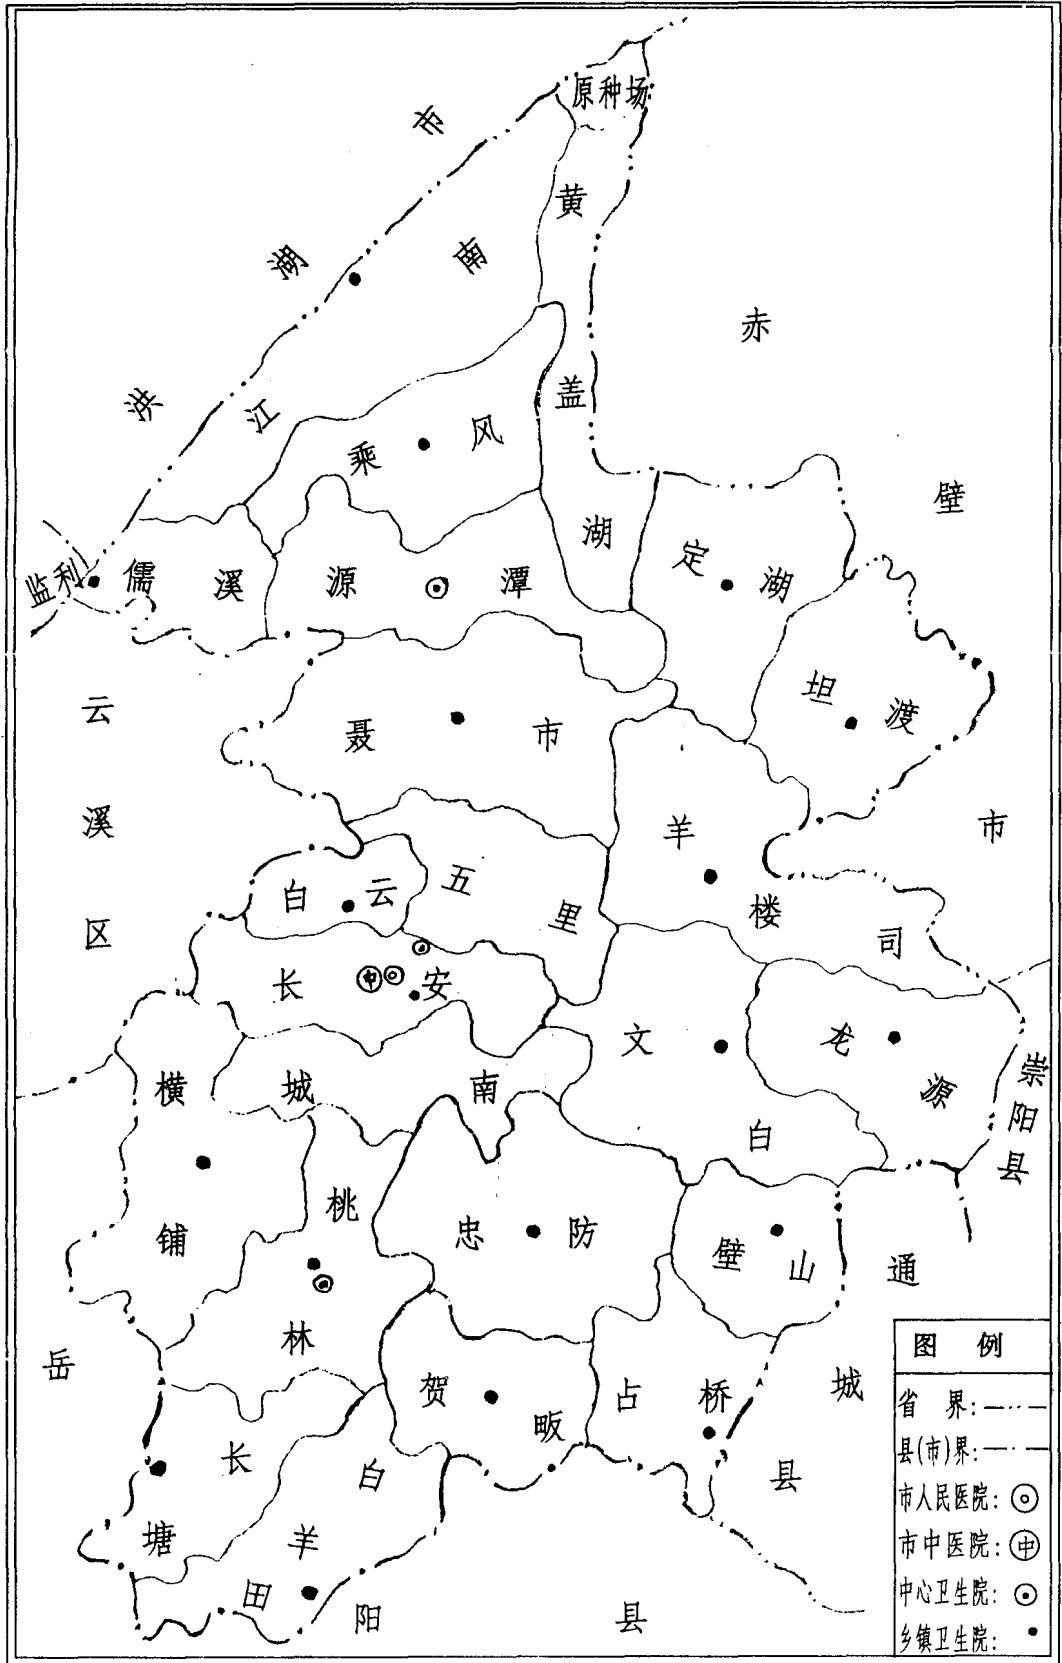 原种场
洪湖市
黄盖湖
江南
赤壁市
乘风
监利
儒溪
源潭
定湖
坦渡
云溪区
聂市
羊楼司
白云
五里
长安
中
文白
龙源
崇阳县
横铺
城南
桃林
忠防
壁山
通城县
岳阳县
贺畈
占桥
长塘
白羊田
图例
省界:
县(市)界:
市人民医院:
市中医院:中
中心卫生院:
乡镇卫生院: